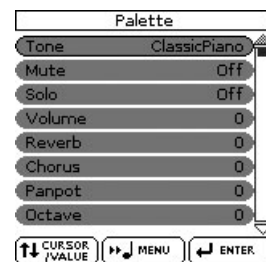 Palette
Tone ClassicPiano
Mute Off
Solo Off
Volume 0
Reverb 0
Chorus 0
Panpot 0
Octave 0
CURSOR /VALUE MENU ENTER